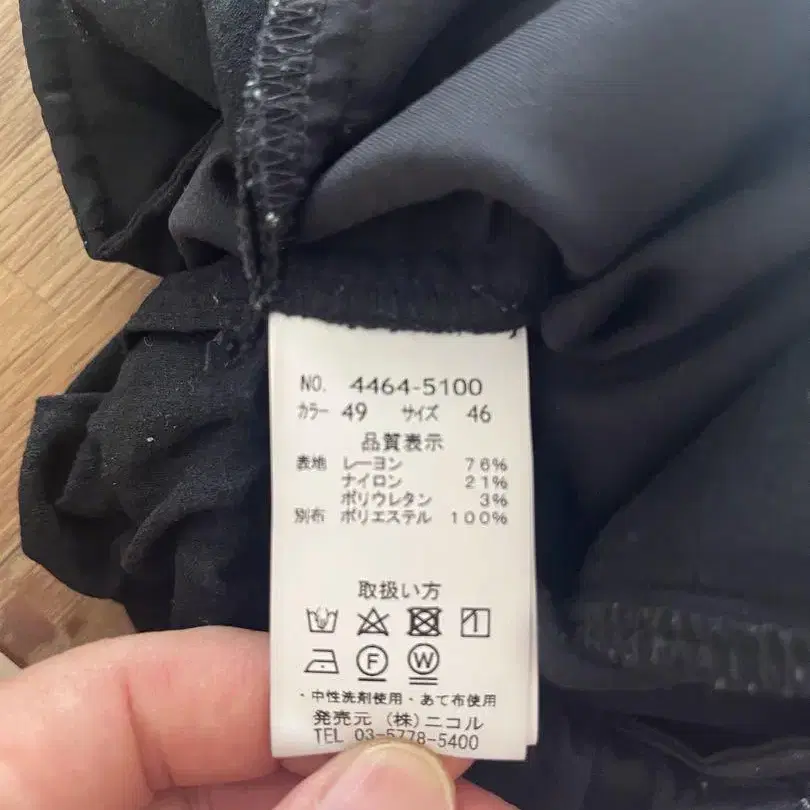 NO. 4464-5100
カラー 49 サイズ 46
品質表示
表地 レーヨン 76%
ナイロン 21%
ポリウレタン 3%
別布 ポリエステル 100%
取扱い方
F W
・中性洗剤使用・あて布使用
発売元 (株)ニコル
TEL 03-5778-5400